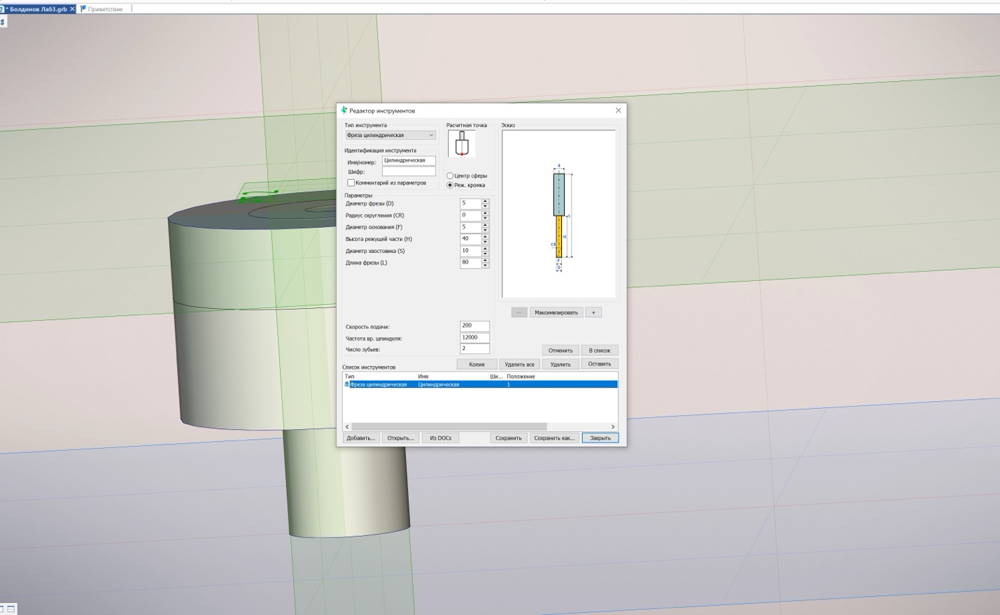 * Болдинов Лаб3.grb
Приветствие
Редактор инструментов
Тип инструмента
Фреза цилиндрическая
Идентификация инструмента
Имя/номер: Цилиндрическая
Шифр:
Комментарий из параметров
Расчетная точка
Центр сферы
Реж. кромка
Эскиз
S
L
H
CR
F
D
Параметры
Диаметр фрезы (D) 5
Радиус скругления (CR) 0
Диаметр основания (F) 5
Высота режущей части (H) 40
Диаметр хвостовика (S) 10
Длина фрезы (L) 80
Максимизировать +
Скорость подачи: 200
Частота вр. шпинделя: 12000
Число зубьев: 2
Отменить В список
Копия Удалить все Удалить Оставить
Список инструментов
Тип Имя Ши... Положение
Фреза цилиндрическая Цилиндрическая 1
Добавить... Открыть... Из DOCs Сохранить Сохранить как... Закрыть